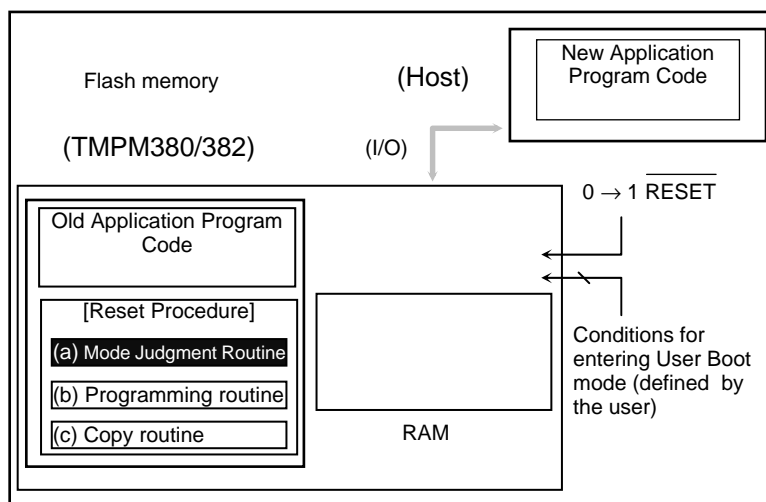 Flash memory
(Host)
New Application
Program Code
(TMPM380/382)
(I/O)
0 → 1 RESET
Old Application Program
Code
[Reset Procedure]
(a) Mode Judgment Routine
(b) Programming routine
(c) Copy routine
RAM
Conditions for
entering User Boot
mode (defined by
the user)